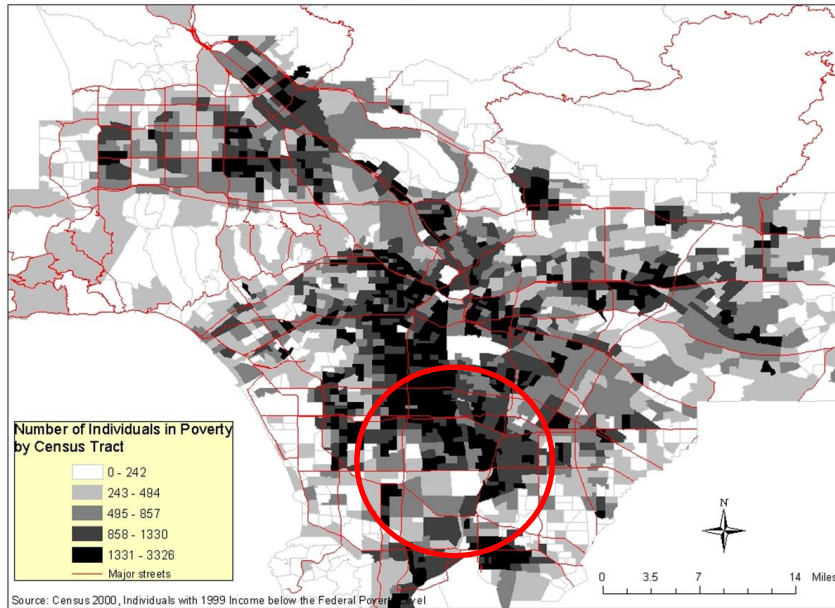 Number of Individuals in Poverty
by Census Tract
0 - 242
243 - 494
495 - 857
858 - 1330
1331 - 3326
Major streets
N
0 3.5 7 14 Miles
Source: Census 2000, Individuals with 1999 Income below the Federal Poverty Level